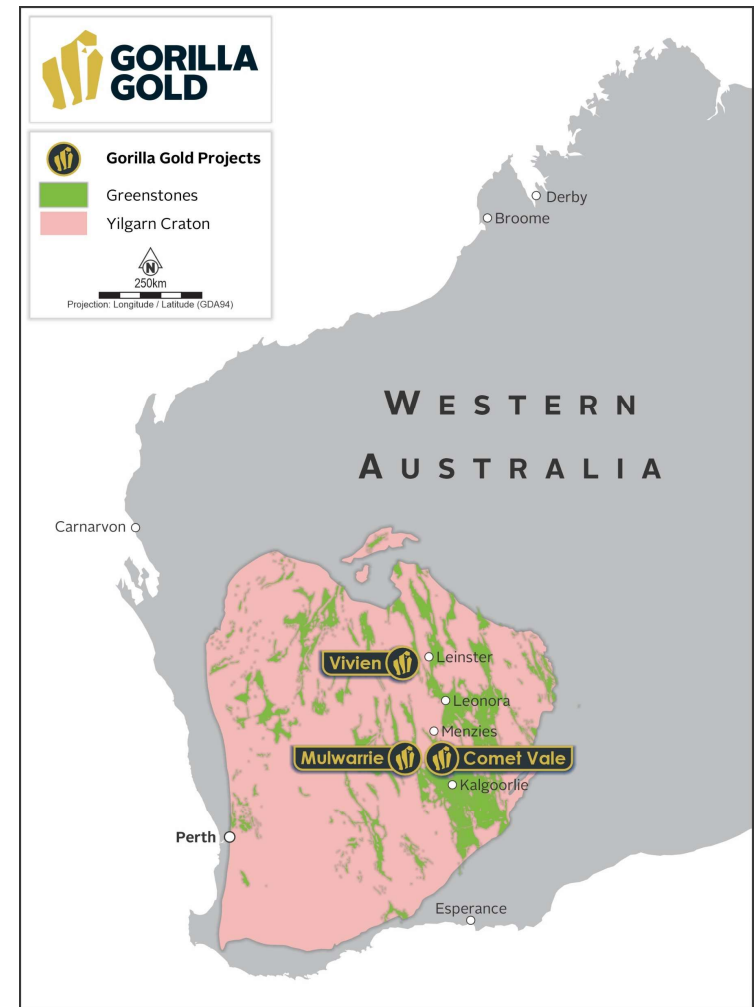 GORILLA
GOLD
Gorilla Gold Projects
Greenstones
Yilgarn Craton
N
250km
Projection: Longitude / Latitude (GDA94)
Derby
Broome
WESTERN
AUSTRALIA
Carnarvon
Vivien
Leinster
Leonora
Menzies
Mulwarrie
Comet Vale
Kalgoorlie
Perth
Esperance